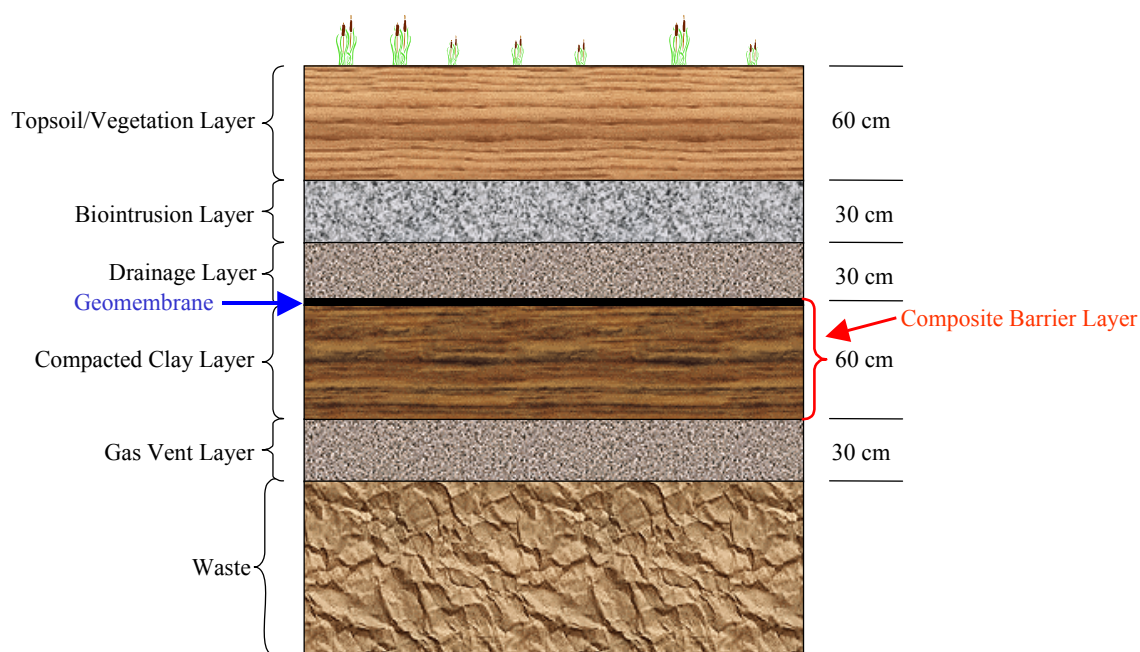 Topsoil/Vegetation Layer
60 cm
Biointrusion Layer
30 cm
Drainage Layer
30 cm
Geomembrane
Composite Barrier Layer
Compacted Clay Layer
60 cm
Gas Vent Layer
30 cm
Waste